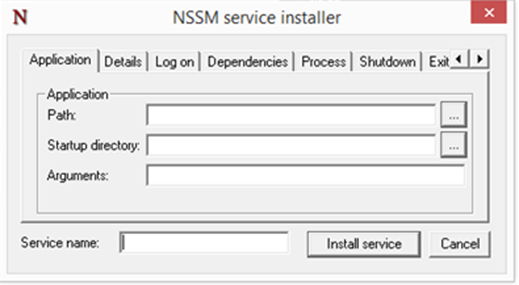 N NSSM service installer
Application Details Log on Dependencies Process Shutdown Exit
Application
Path: ...
Startup directory: ...
Arguments:
Service name: Install service Cancel